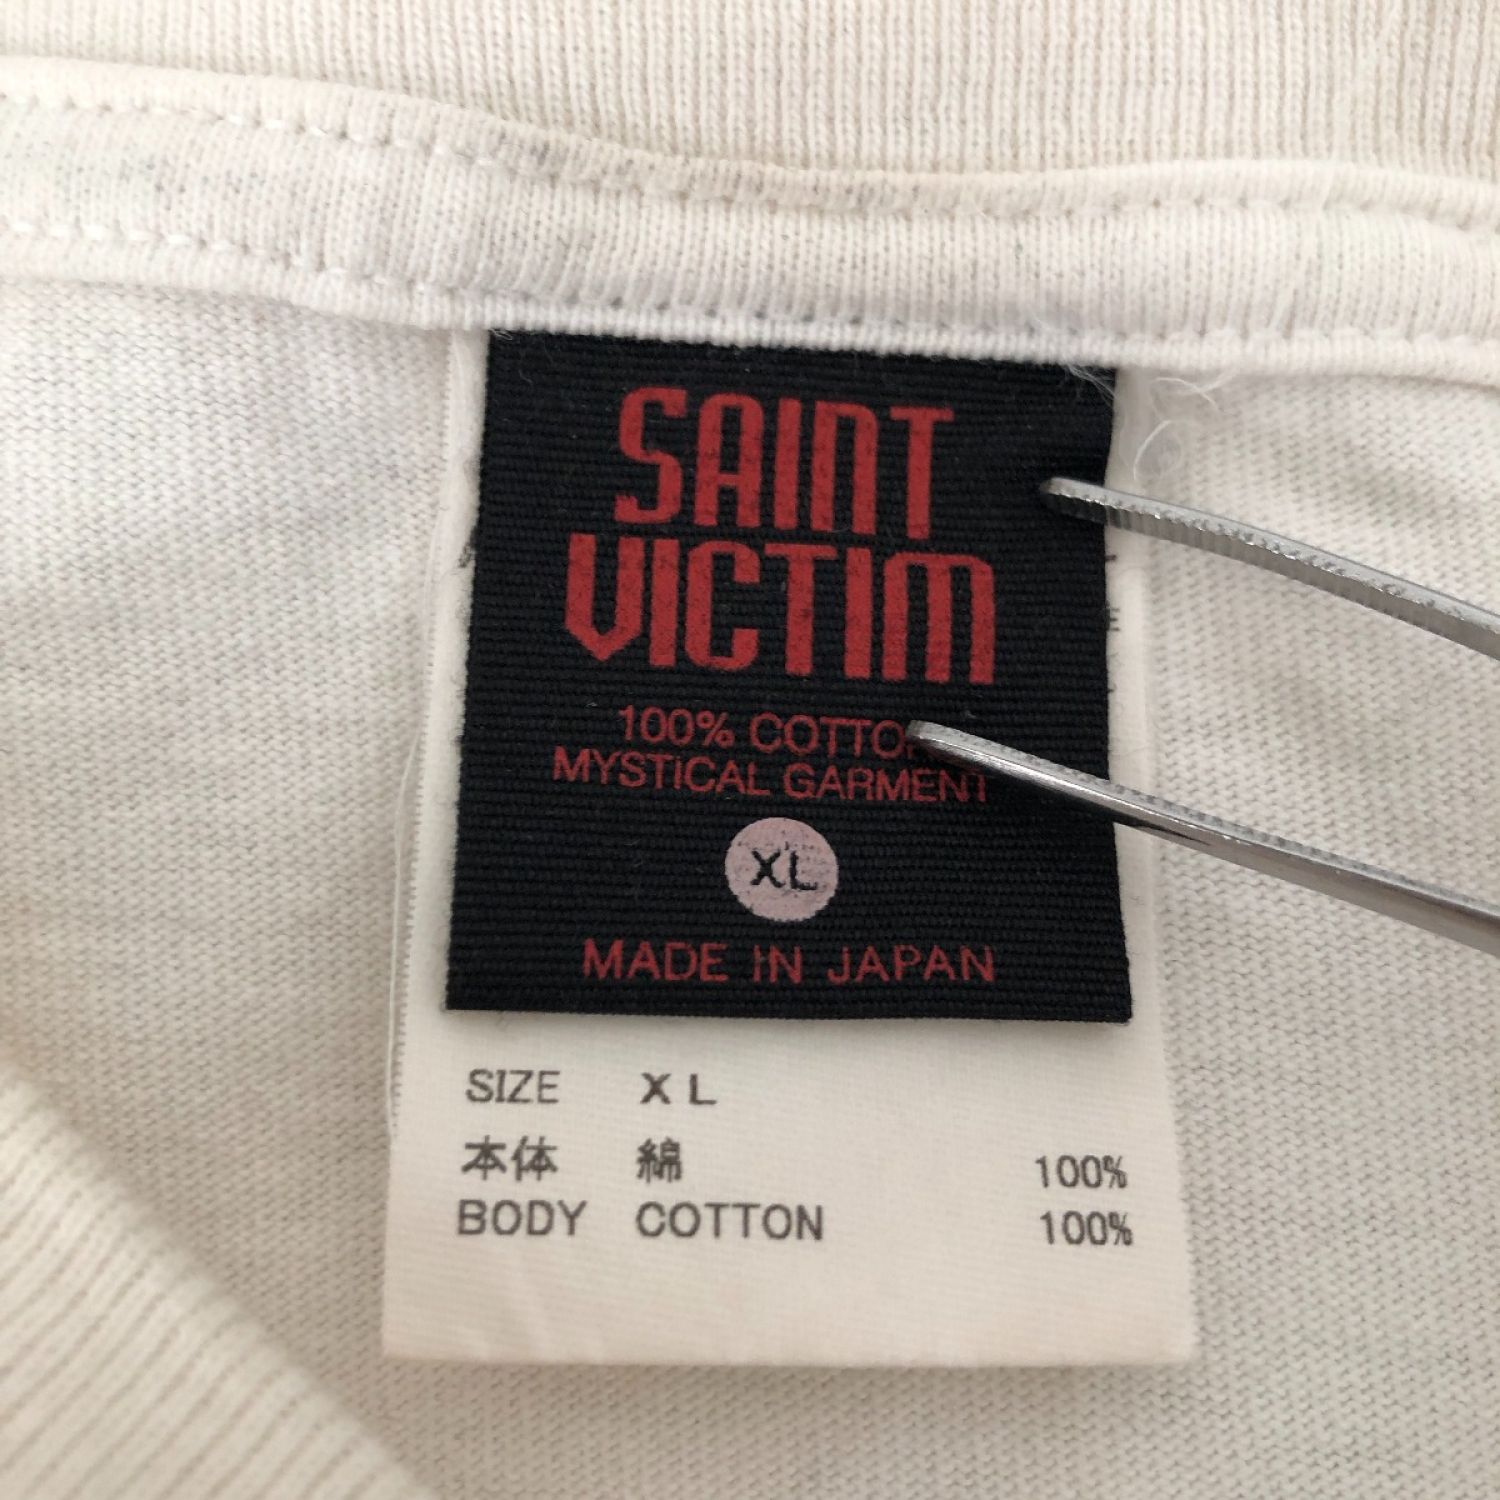 SAINT
VICTIM
100% COTTON
MYSTICAL GARMENT
XL
MADE IN JAPAN
SIZE XL
本体 綿 100%
BODY COTTON 100%